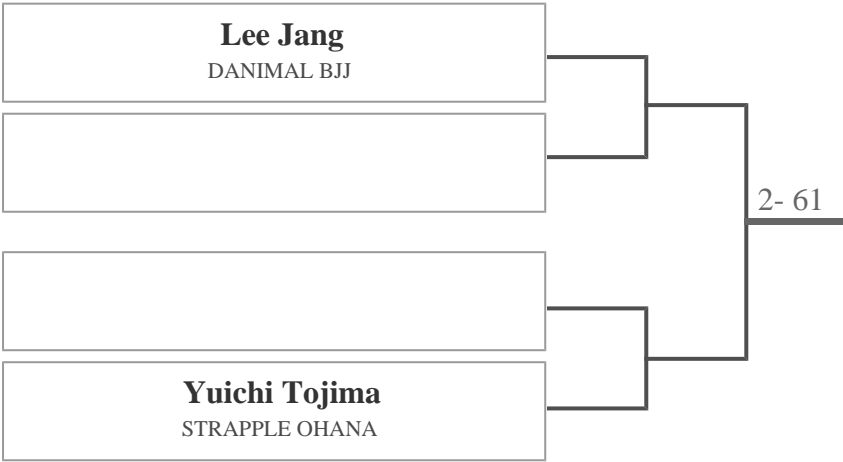 Lee Jang
DANIMAL BJJ
2- 61
Yuichi Tojima
STRAPPLE OHANA